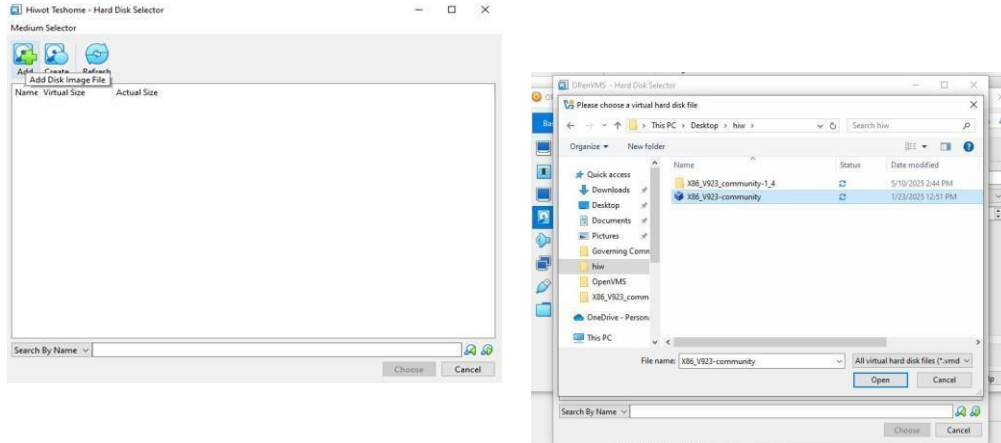 Hiwot Teshome - Hard Disk Selector
Medium Selector
Add Create Refresh
Add Disk Image File
Name Virtual Size Actual Size
Search By Name
Choose Cancel
OPenVMS - Hard Disk Selector
Please choose a virtual hard disk file
This PC > Desktop > hiw >
Search hiw
Organize New folder
Name Status Date modified
Quick access
Downloads
Desktop
Documents
Pictures
Governing Comm
hiw
OpenVMS
X86_V923_comm
OneDrive - Person
This PC
X86_V923_community-1_4 5/10/2025 2:44 PM
X86_V923-community 1/23/2025 12:51 PM
File name: X86_V923-community All virtual hard disk files (*.vmd
Open Cancel
Search By Name
Choose Cancel